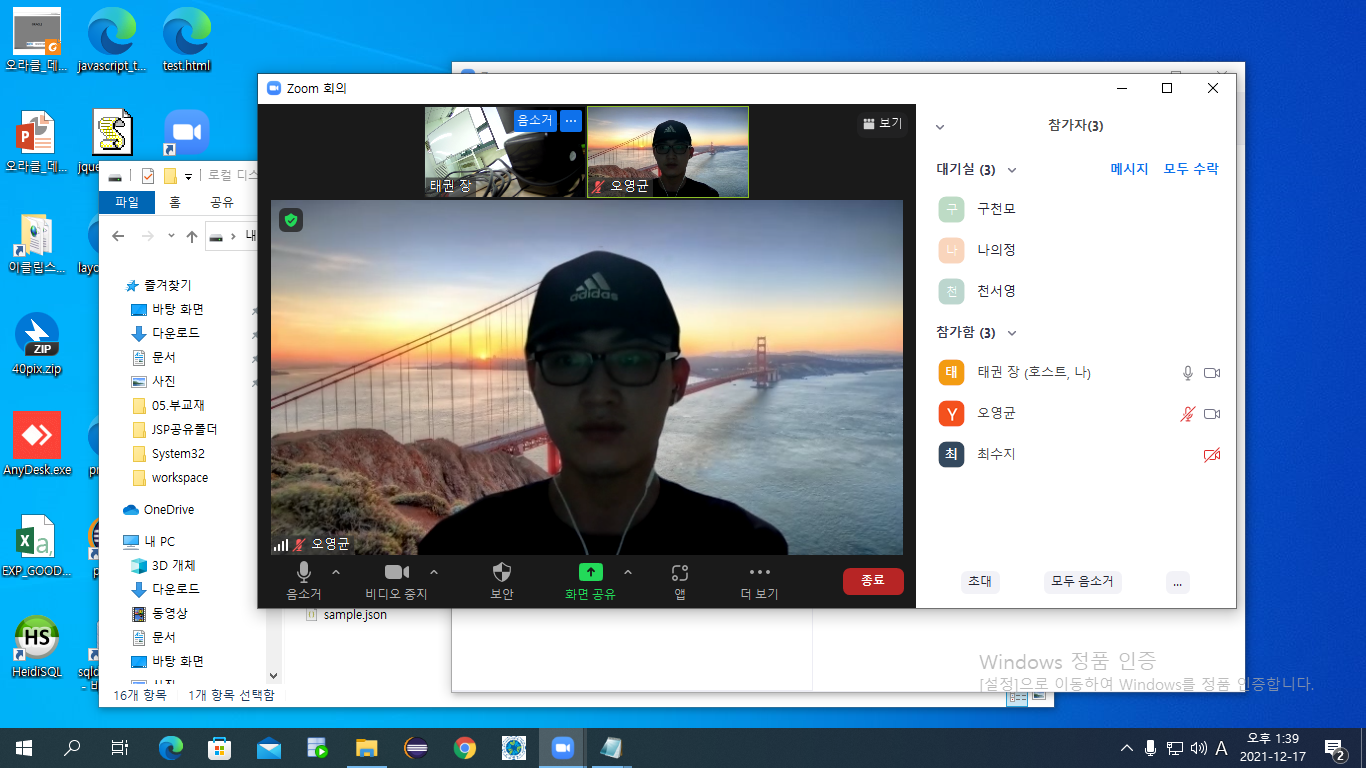 오라클_데...
javascript_t...
test.html
오라클_데...
이클립스...
ZIP
40pix.zip
AnyDesk.exe
a,
EXP_GOOD...
HS
HeidiSQL
로컬 디스
파일
홈
공유
내
즐겨찾기
바탕 화면
다운로드
문서
사진
05.부교재
JSP공유폴더
System32
workspace
OneDrive
내 PC
3D 개체
다운로드
동영상
문서
바탕 화면
sample.json
16개 항목
1개 항목 선택함
Zoom 회의
음소거
...
태권 장
오영균
보기
adidas
오영균
음소거
비디오 중지
보안
화면 공유
앱
더 보기
종료
참가자(3)
대기실 (3)
메시지
모두 수락
구
구천모
나
나의정
천
천서영
참가함 (3)
태
태권 장 (호스트, 나)
Y
오영균
최
최수지
초대
모두 음소거
...
Windows 정품 인증
[설정]으로 이동하여 Windows를 정품 인증합니다.
A
오후 1:39
2021-12-17
2